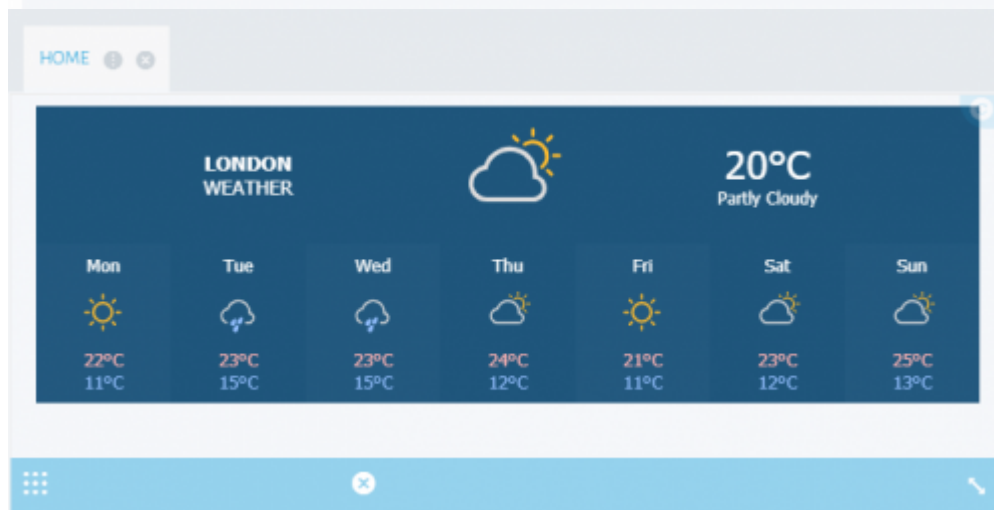 HOME
LONDON
WEATHER
20°C
Partly Cloudy
Mon Tue Wed Thu Fri Sat Sun
22°C 23°C 23°C 24°C 21°C 23°C 25°C
11°C 15°C 15°C 12°C 11°C 12°C 13°C